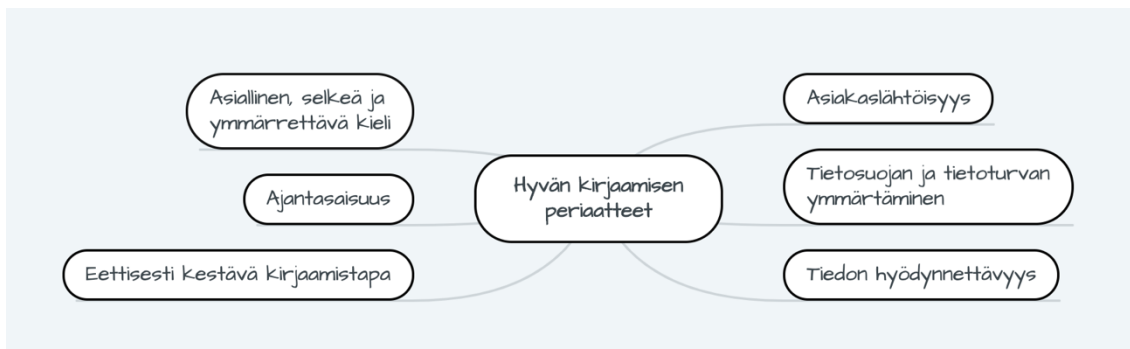 Asiallinen, selkeä ja
ymmärrettävä kieli
Ajantasaisuus
Eettisesti kestävä kirjaamistapa
Hyvän kirjaamisen
periaatteet
Asiakaslähtöisyys
Tietosuojan ja tietoturvan
ymmärtäminen
Tiedon hyödynnettävyys